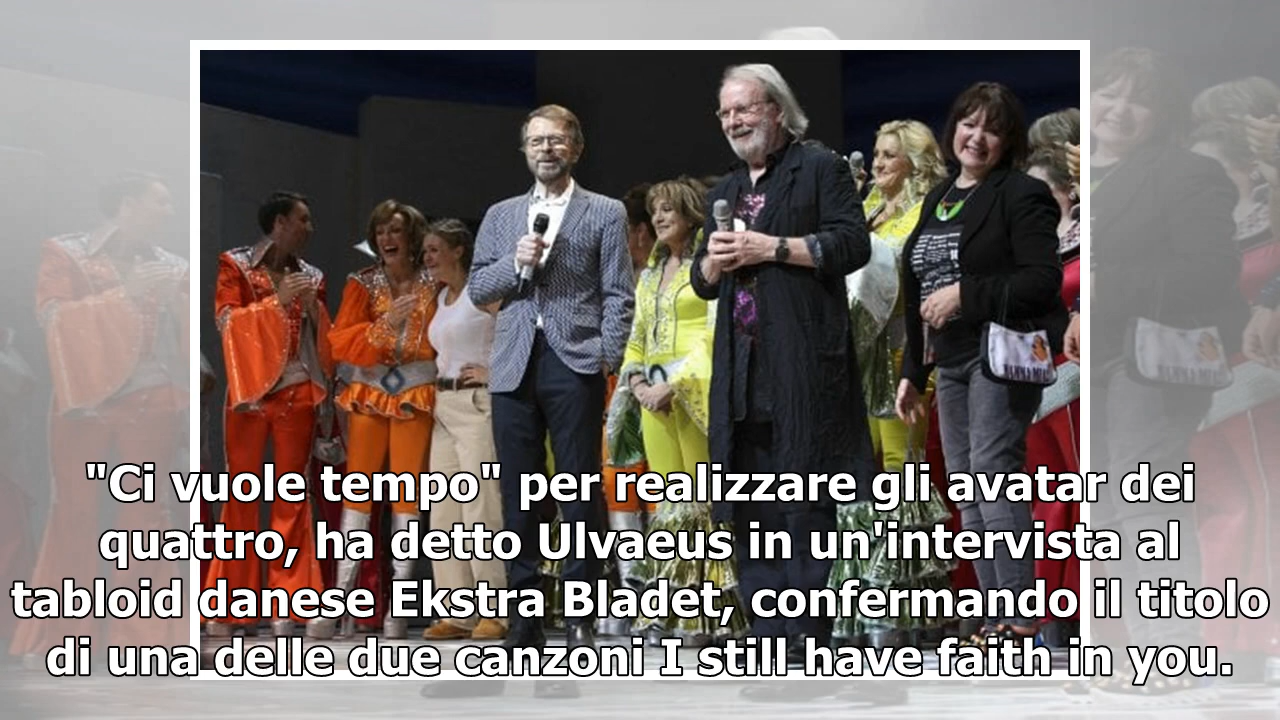 "Ci vuole tempo" per realizzare gli avatar dei
quattro, ha detto Ulvaeus in un'intervista al
tabloid danese Ekstra Bladet, confermando il titolo
di una delle due canzoni I still have faith in you.